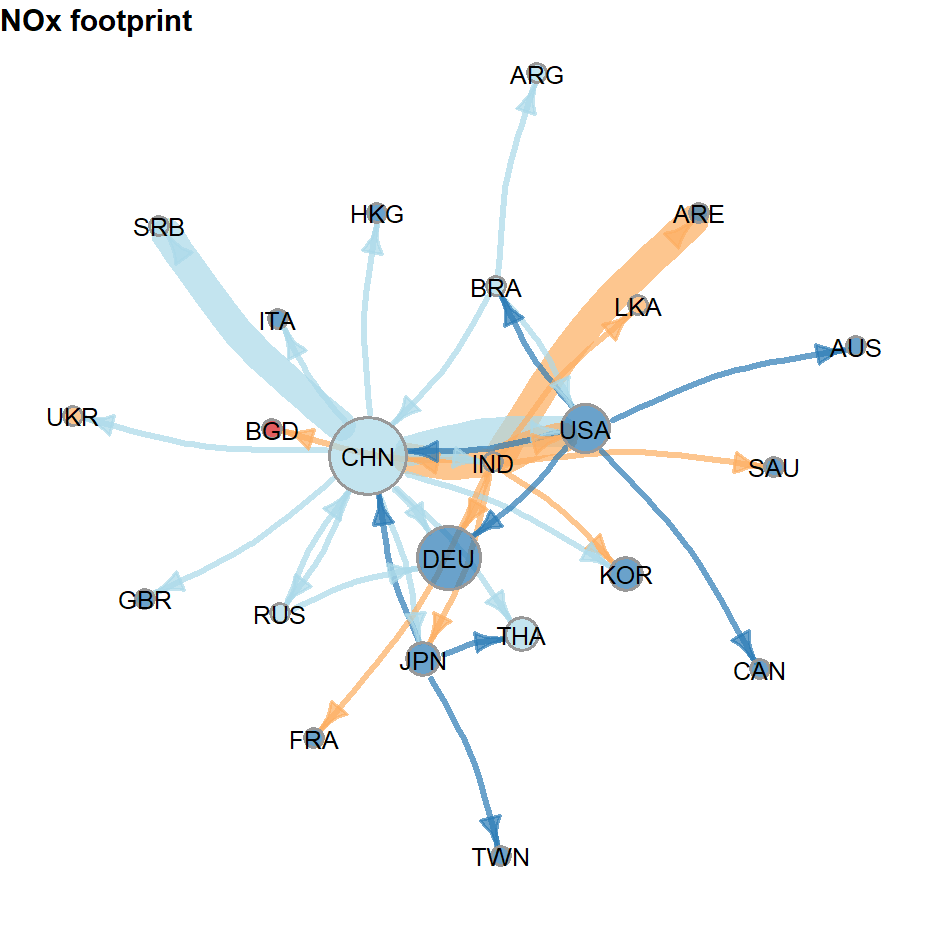 NOx footprint
ARG
SRB
HKG
ARE
BRA
LKA
ITA
AUS
UKR
BGD
USA
CHN
IND
SAU
DEU
KOR
GBR
RUS
THA
JPN
CAN
FRA
TWN